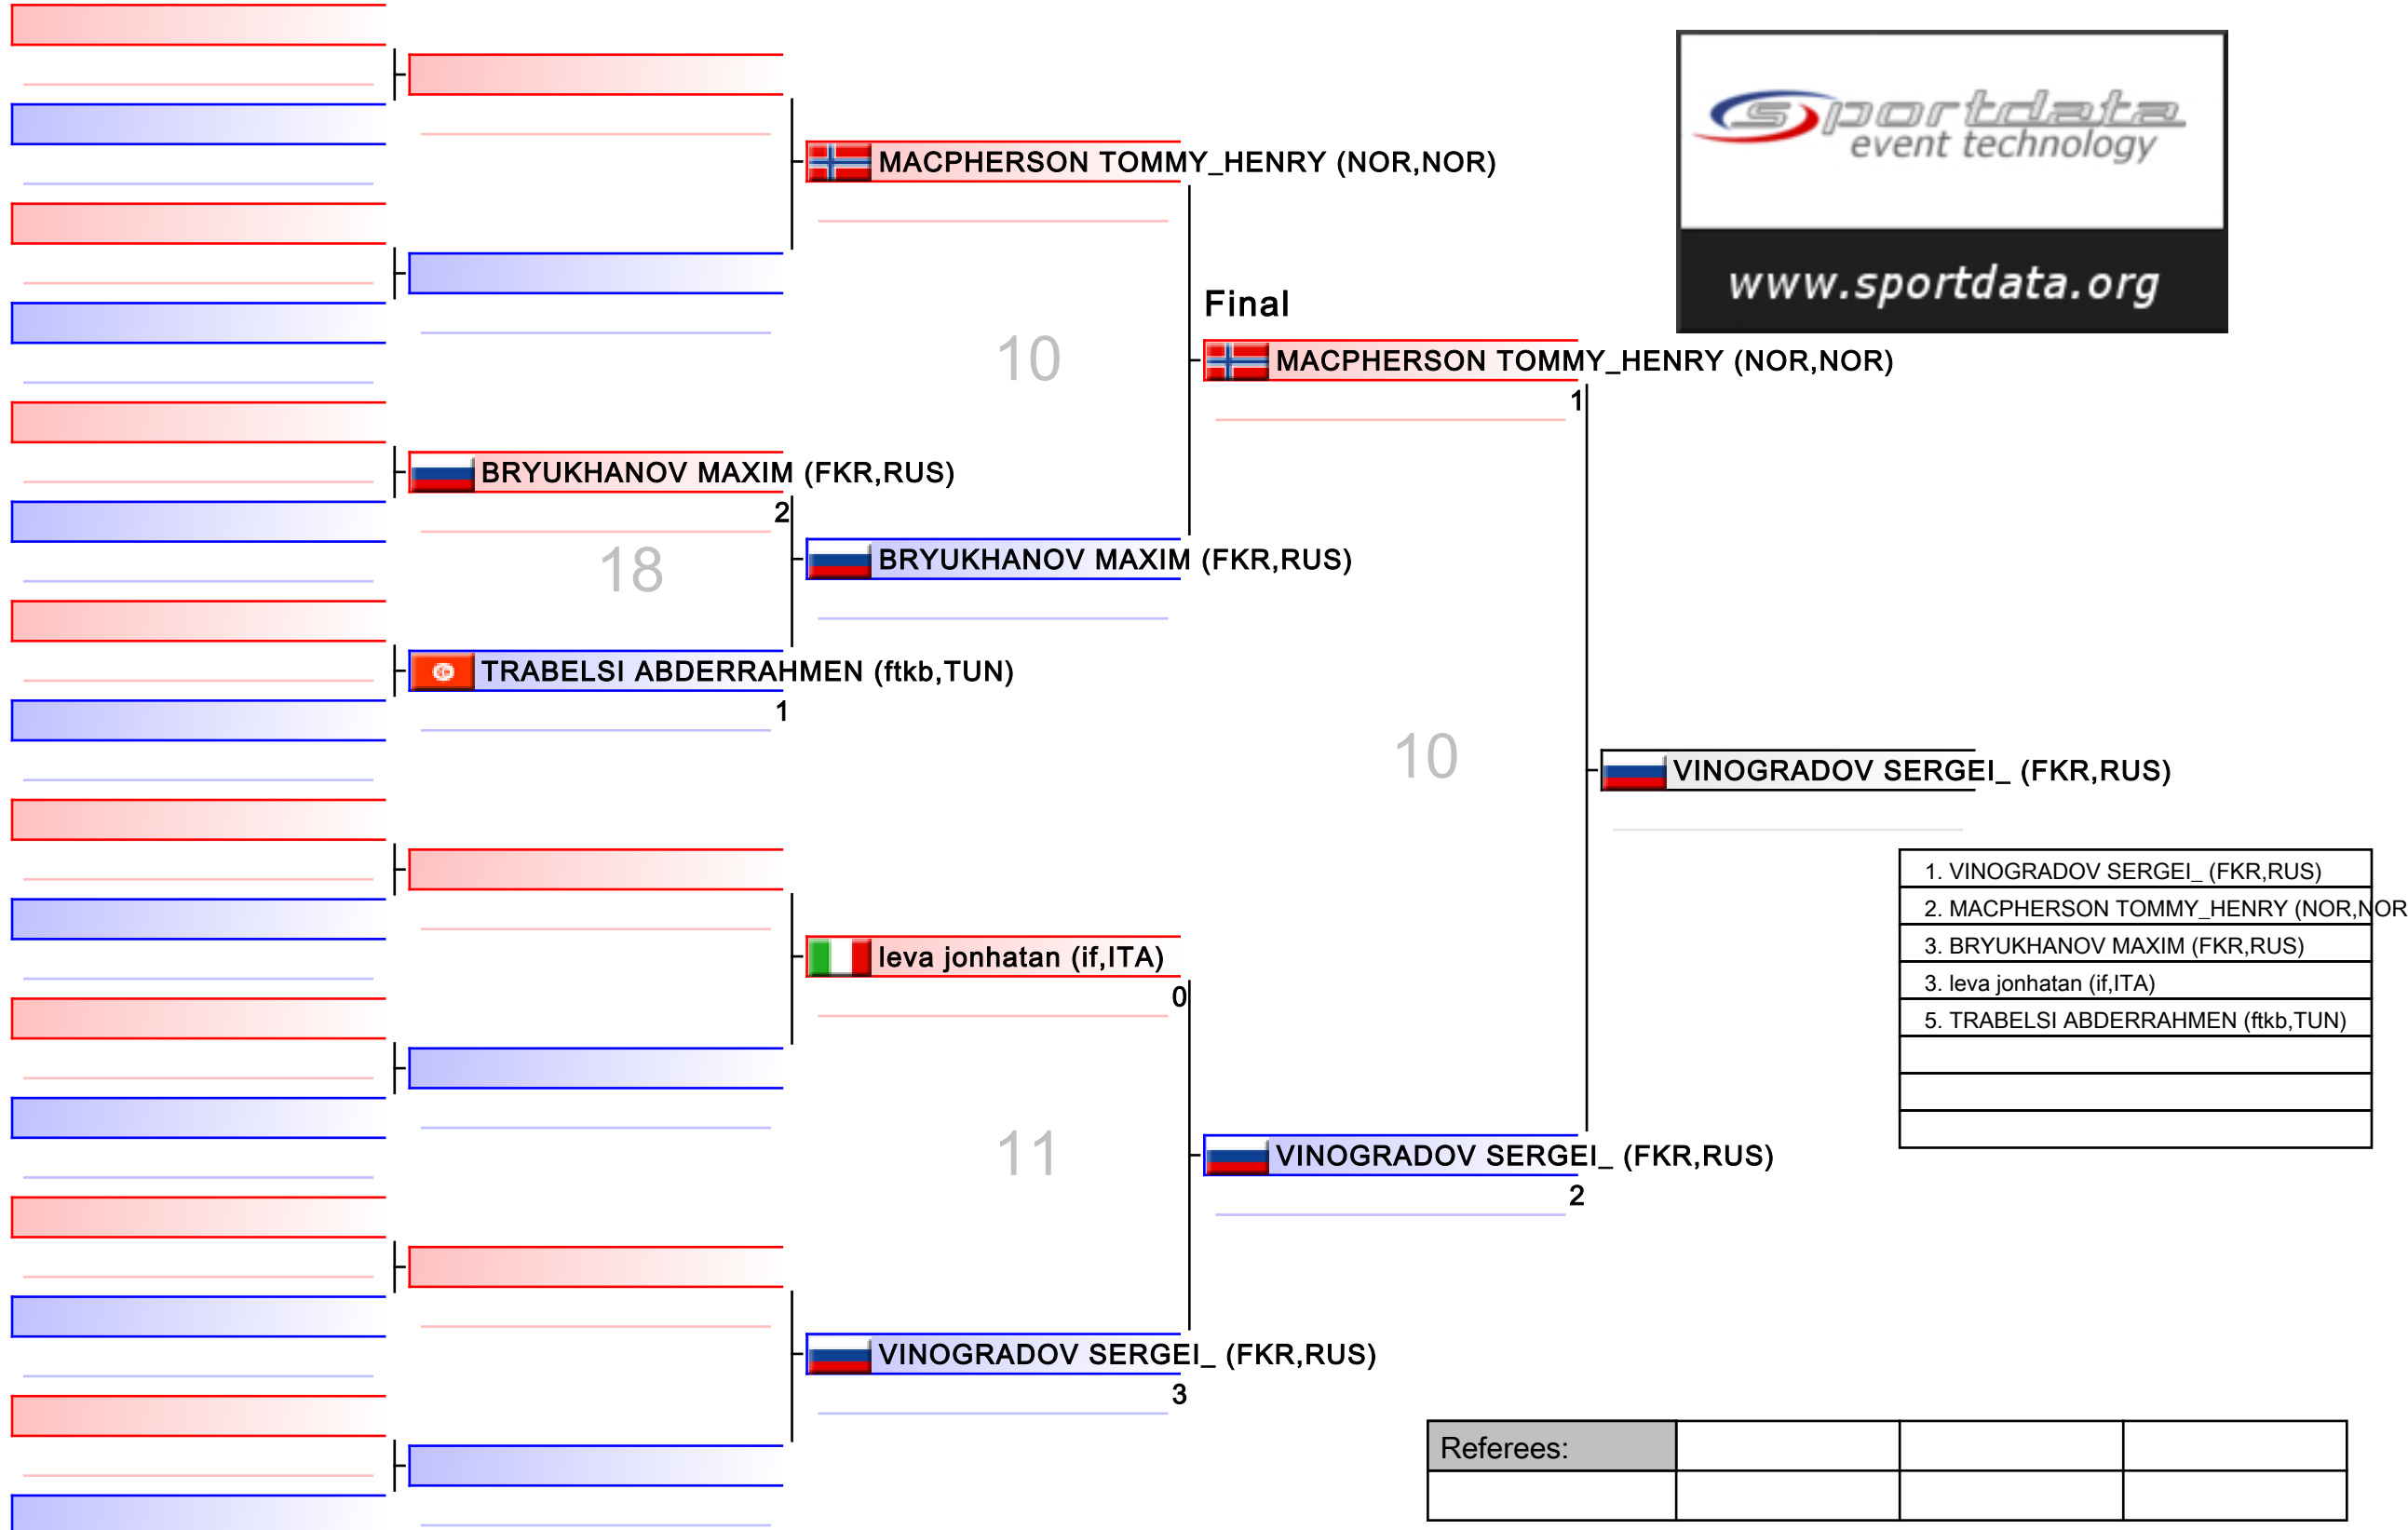 sportdata
event technology
www.sportdata.org
MACPHERSON TOMMY_HENRY (NOR,NOR)
Final
10
MACPHERSON TOMMY_HENRY (NOR,NOR)
1
BRYUKHANOV MAXIM (FKR,RUS)
2
18
BRYUKHANOV MAXIM (FKR,RUS)
TRABELSI ABDERRAHMEN (ftkb,TUN)
1
10
VINOGRADOV SERGEI_ (FKR,RUS)
1. VINOGRADOV SERGEI_ (FKR,RUS)
2. MACPHERSON TOMMY_HENRY (NOR,NOR
3. BRYUKHANOV MAXIM (FKR,RUS)
3. leva jonhatan (if,ITA)
5. TRABELSI ABDERRAHMEN (ftkb,TUN)
leva jonhatan (if,ITA)
0
11
VINOGRADOV SERGEI_ (FKR,RUS)
2
VINOGRADOV SERGEI_ (FKR,RUS)
3
Referees: